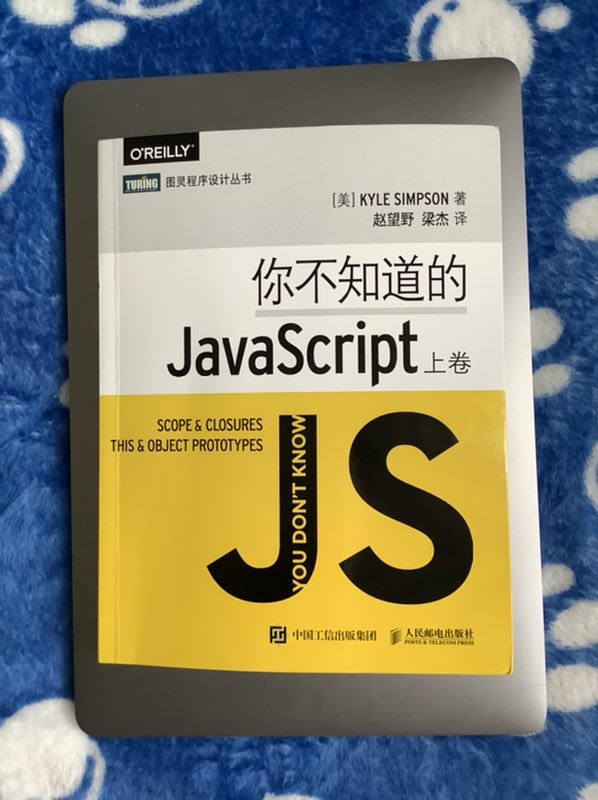 O'REILLY
TURING 图灵程序设计丛书
[美] KYLE SIMPSON 著
赵望野 梁杰 译
你不知道的
JavaScript 上卷
SCOPE & CLOSURES
THIS & OBJECT PROTOTYPES
YOU DON'T KNOW
JS
中国工信出版集团
人民邮电出版社
POSTS & TELECOM PRESS